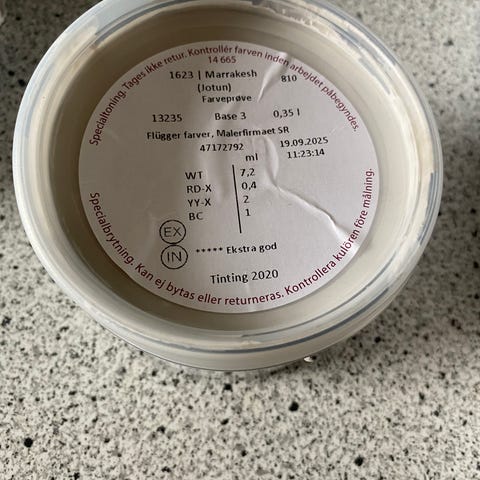 Specialtoning. Tages ikke retur. Kontrollér farven inden arbejdet påbegyndes.
14 665
1623 | Marrakesh 810
(Jotun)
Farveprøve
13235 Base 3 0,35 l
Flügger farver, Malerfirmaet SR
47172792 19.09.2025
11:23:14
ml
WT 7,2
RD-X 0,4
YY-X 2
BC 1
EX
IN ***** Ekstra god
Tinting 2020
Specialbrytning. Kan ej bytas eller returneras. Kontrollera kulören före målning.